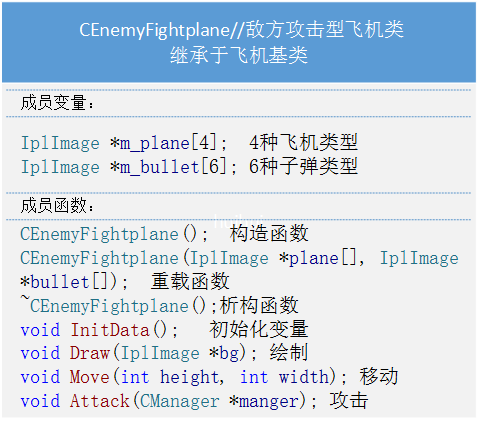 CEnemyFightplane//敌方攻击型飞机类
继承于飞机基类
成员变量：
IplImage *m_plane[4]; 4种飞机类型
IplImage *m_bullet[6]; 6种子弹类型
成员函数：
CEnemyFightplane(); 构造函数
CEnemyFightplane(IplImage *plane[], IplImage
*bullet[]); 重载函数
~CEnemyFightplane();析构函数
void InitData(); 初始化变量
void Draw(IplImage *bg); 绘制
void Move(int height, int width); 移动
void Attack(CManager *manger); 攻击